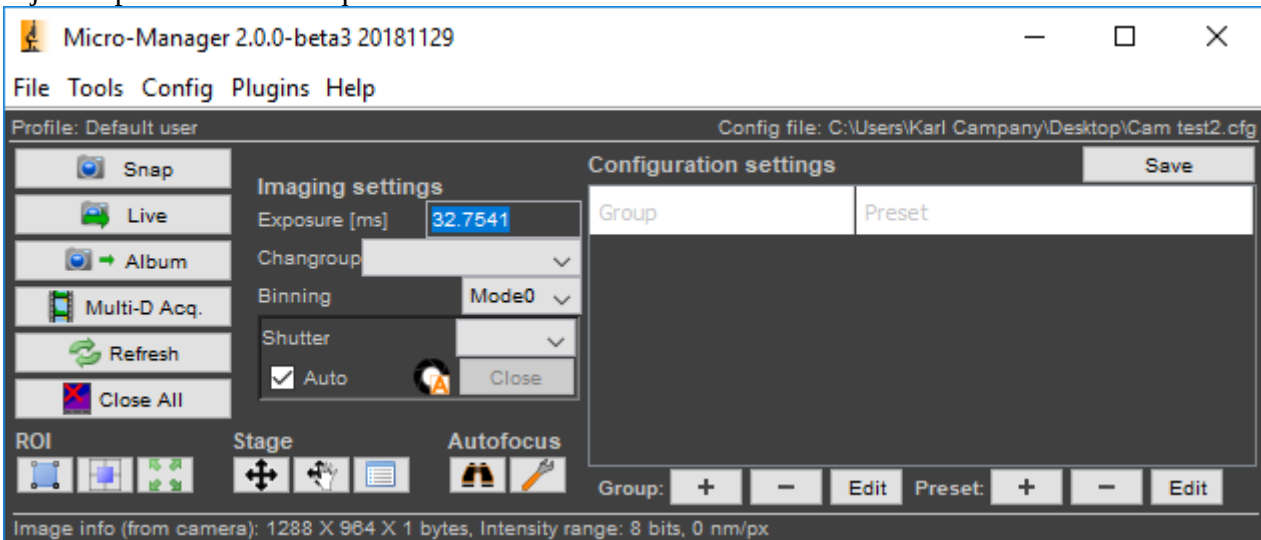 Micro-Manager 2.0.0-beta3 20181129
File Tools Config Plugins Help
Profile: Default user
Config file: C:\Users\Karl Campany\Desktop\Cam test2.cfg
Snap
Live
Album
Multi-D Acq.
Refresh
Close All
Imaging settings
Exposure [ms] 32.7541
Changroup
Binning Mode0
Shutter
Auto Close
Configuration settings Save
Group Preset
ROI Stage Autofocus
Group: + − Edit Preset: + − Edit
Image info (from camera): 1288 X 964 X 1 bytes, Intensity range: 8 bits, 0 nm/px